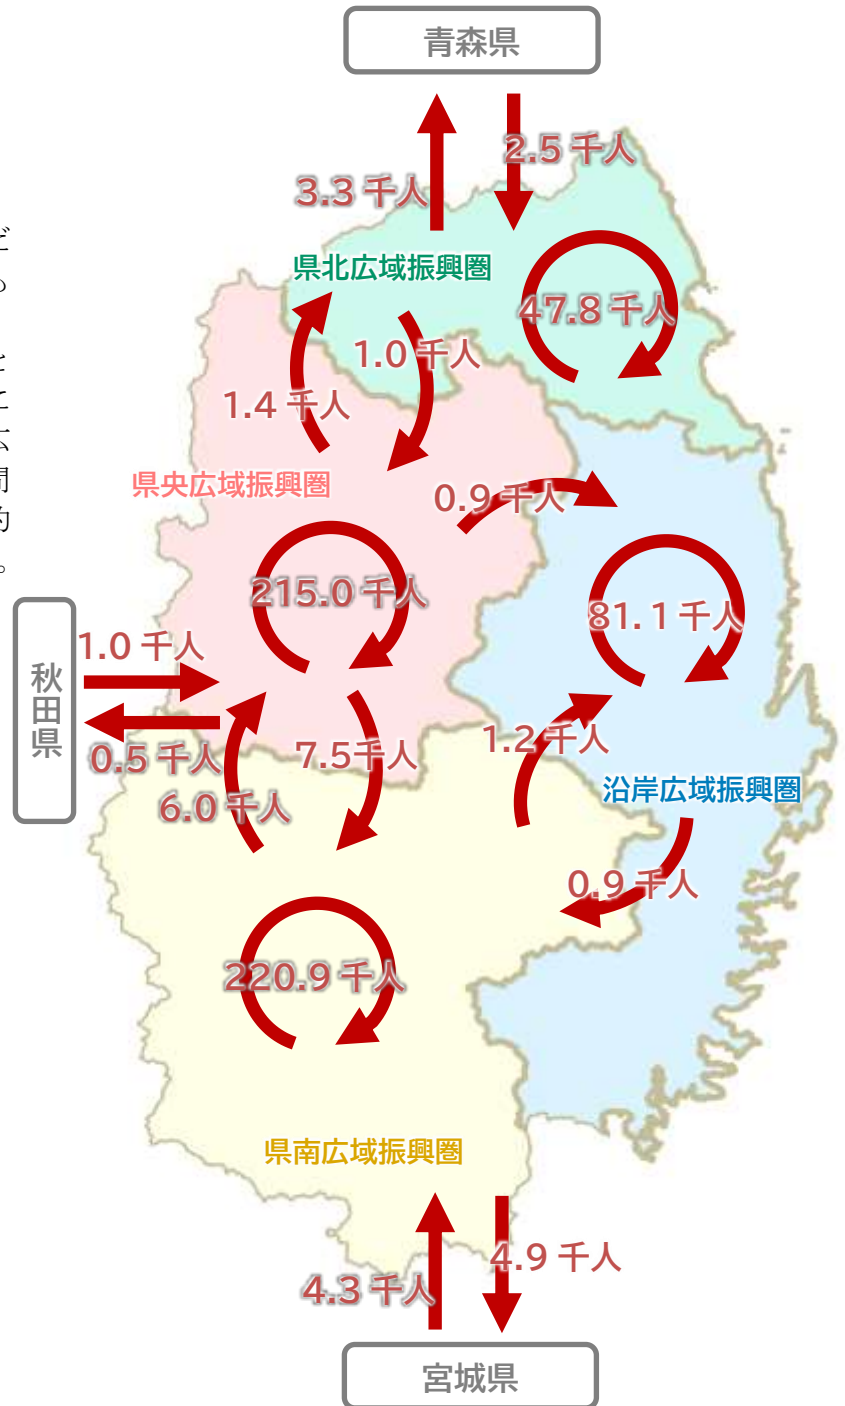 青森県
2.5 千人
3.3 千人
県北広域振興圏
47.8 千人
1.0 千人
1.4 千人
県央広域振興圏
0.9 千人
215.0 千人
81.1 千人
間
的
。
1.0 千人
秋田県
0.5 千人
7.5千人
1.2 千人
6.0 千人
沿岸広域振興圏
0.9 千人
220.9 千人
県南広域振興圏
4.9 千人
4.3 千人
宮城県